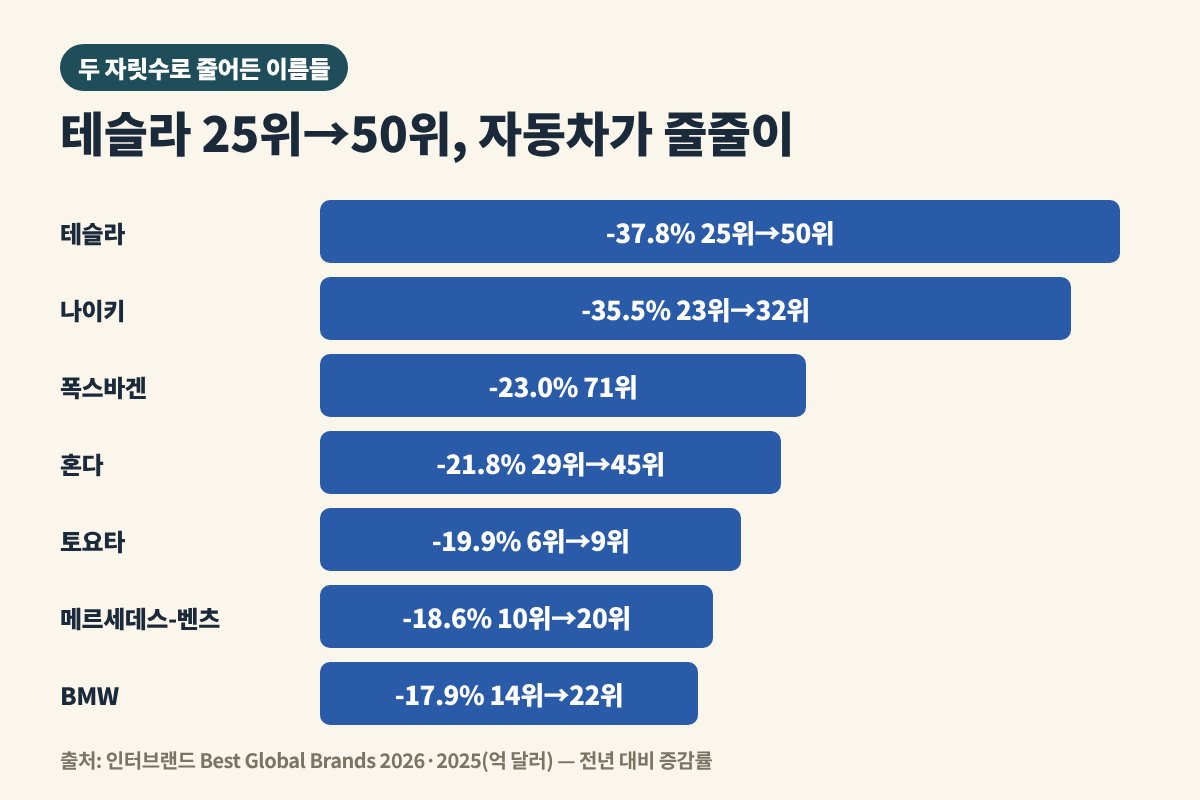 두 자릿수로 줄어든 이름들
테슬라 25위→50위, 자동차가 줄줄이
테슬라 -37.8% 25위→50위
나이키 -35.5% 23위→32위
폭스바겐 -23.0% 71위
혼다 -21.8% 29위→45위
토요타 -19.9% 6위→9위
메르세데스-벤츠 -18.6% 10위→20위
BMW -17.9% 14위→22위
출처: 인터브랜드 Best Global Brands 2026·2025(억 달러) — 전년 대비 증감률